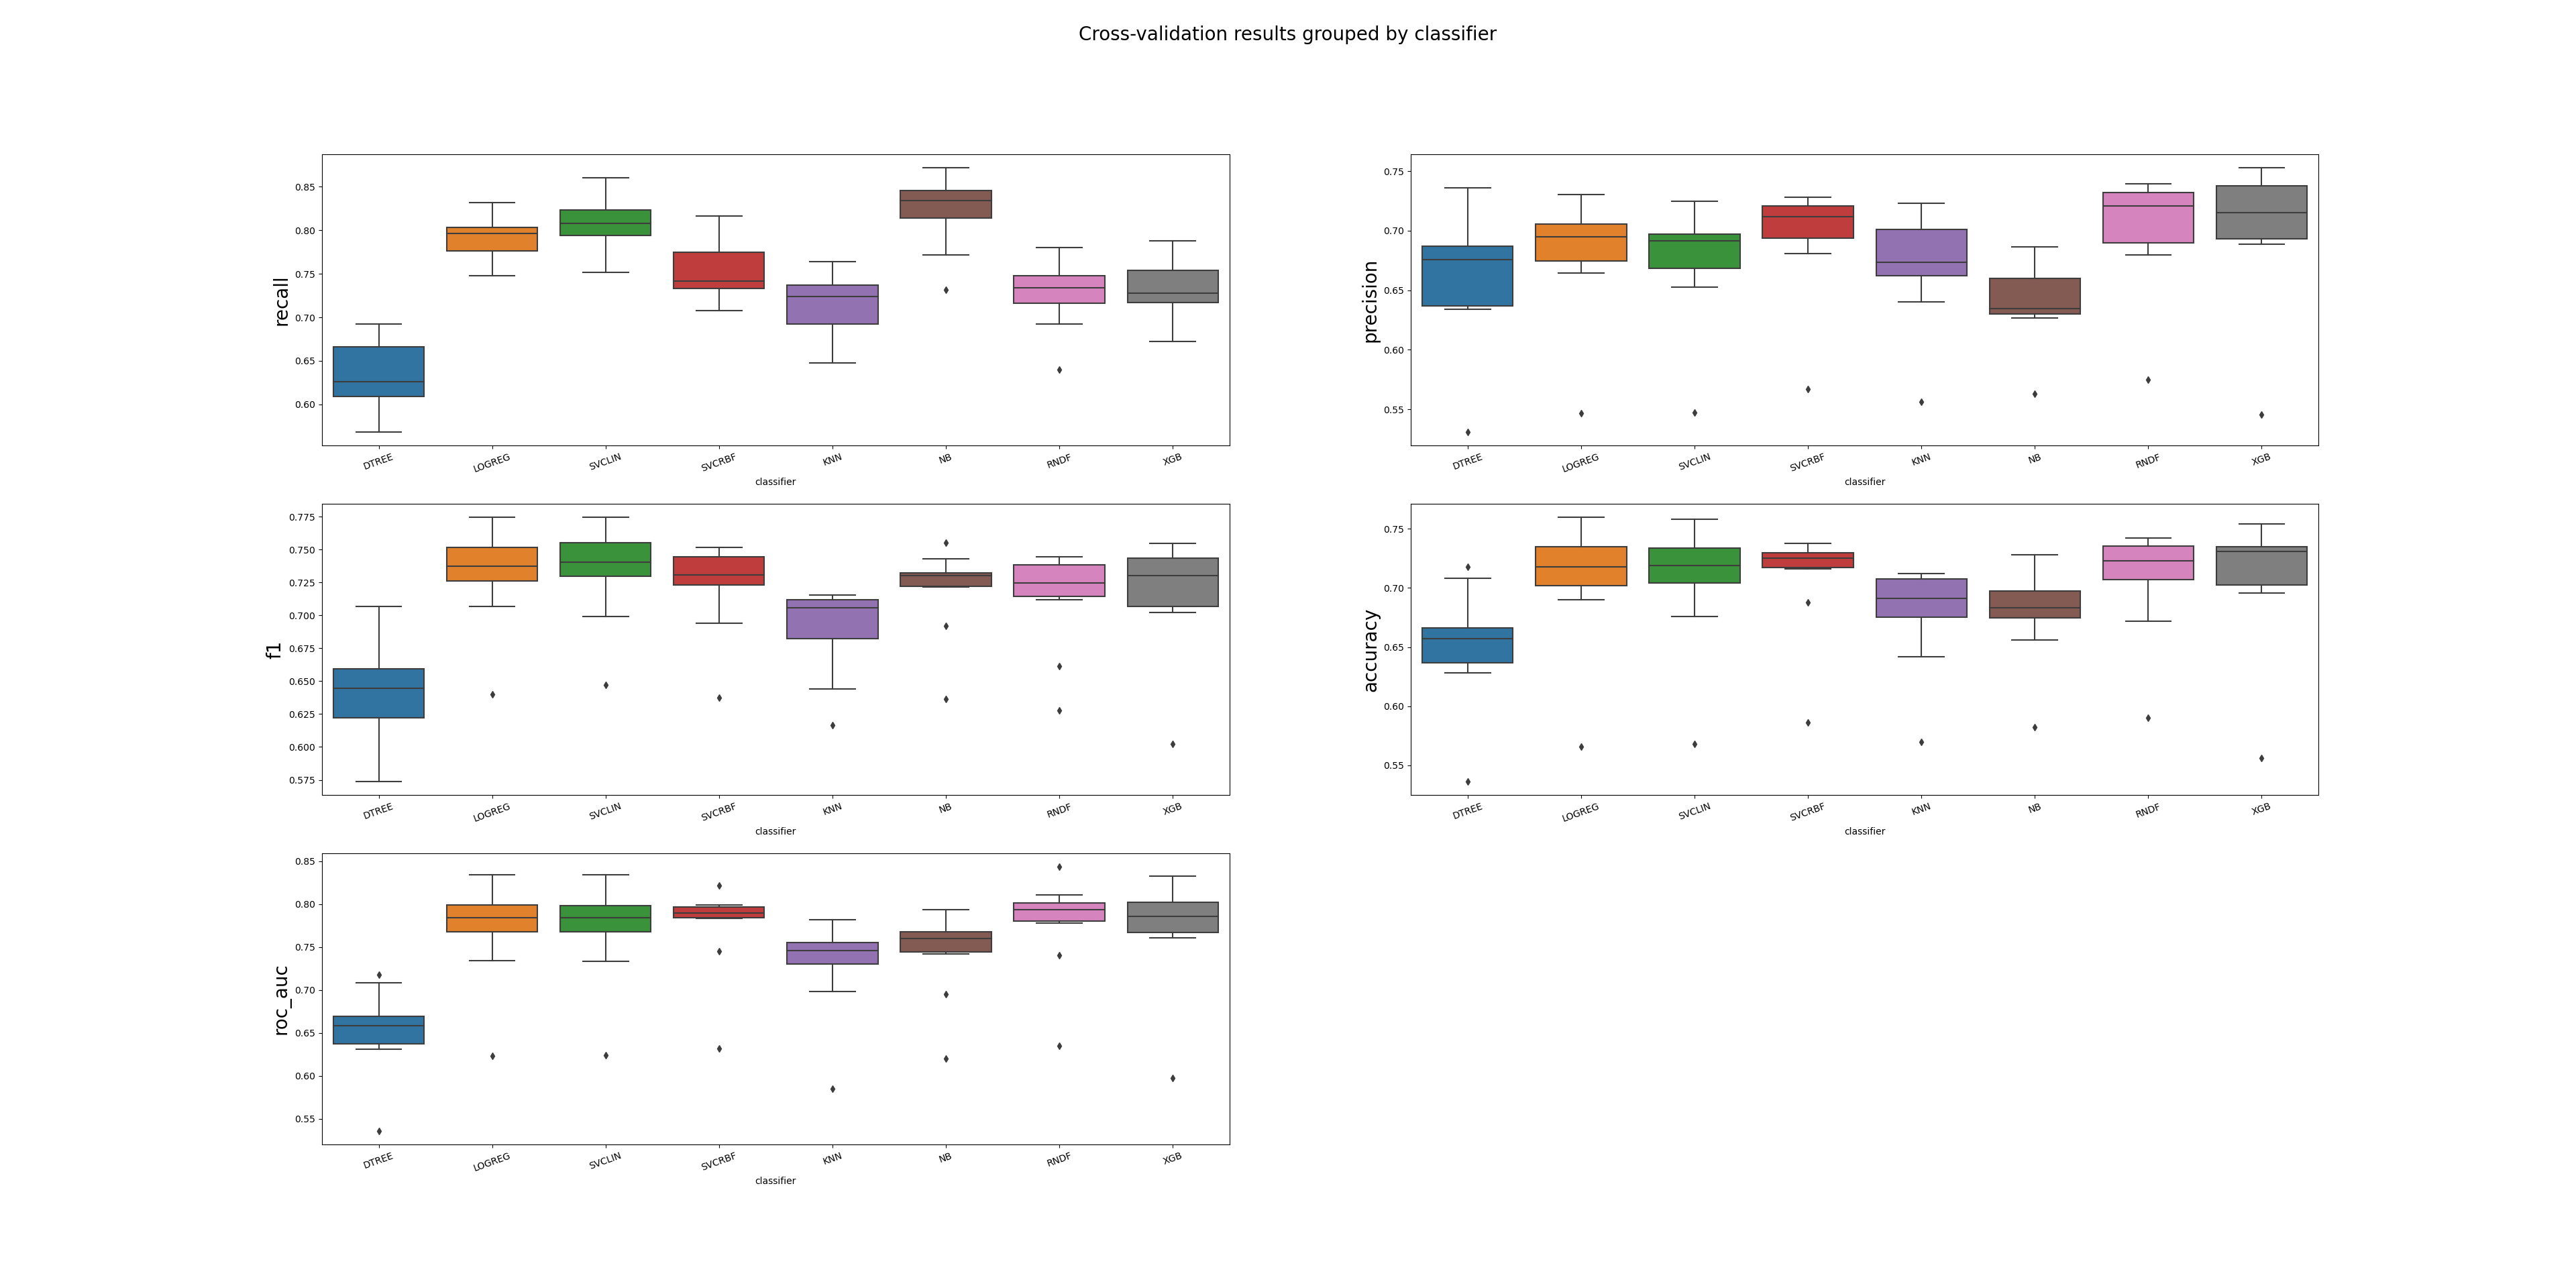 Cross-validation results grouped by classifier
recall
0.85
0.80
0.75
0.70
0.65
0.60
DTREE LOGREG SVCLIN SVCRBF KNN NB RNDF XGB
classifier
precision
0.75
0.70
0.65
0.60
0.55
DTREE LOGREG SVCLIN SVCRBF KNN NB RNDF XGB
classifier
f1
0.775
0.750
0.725
0.700
0.675
0.650
0.625
0.600
0.575
DTREE LOGREG SVCLIN SVCRBF KNN NB RNDF XGB
classifier
accuracy
0.75
0.70
0.65
0.60
0.55
DTREE LOGREG SVCLIN SVCRBF KNN NB RNDF XGB
classifier
roc_auc
0.85
0.80
0.75
0.70
0.65
0.60
0.55
DTREE LOGREG SVCLIN SVCRBF KNN NB RNDF XGB
classifier